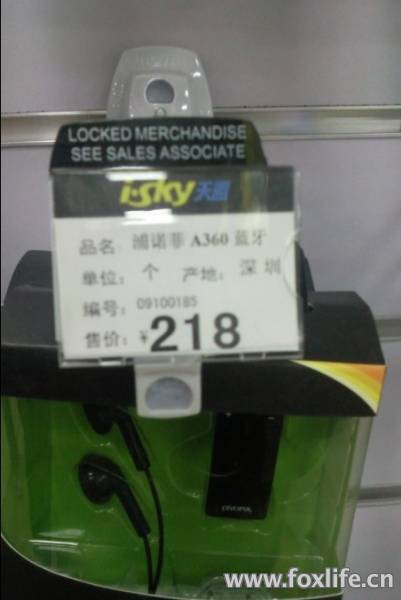 LOCKED MERCHANDISE
SEE SALES ASSOCIATE
i·sky天语
品名: 浦诺菲 A360 蓝牙
单位: 个 产地: 深圳
编号: 09100185
售价: ¥218
www.foxlife.cn